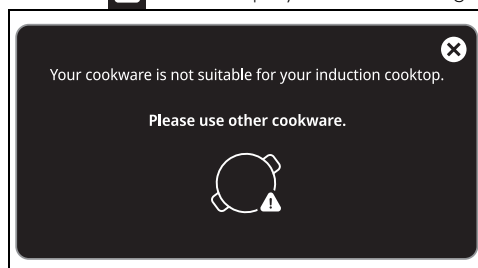 Your cookware is not suitable for your induction cooktop.
Please use other cookware.